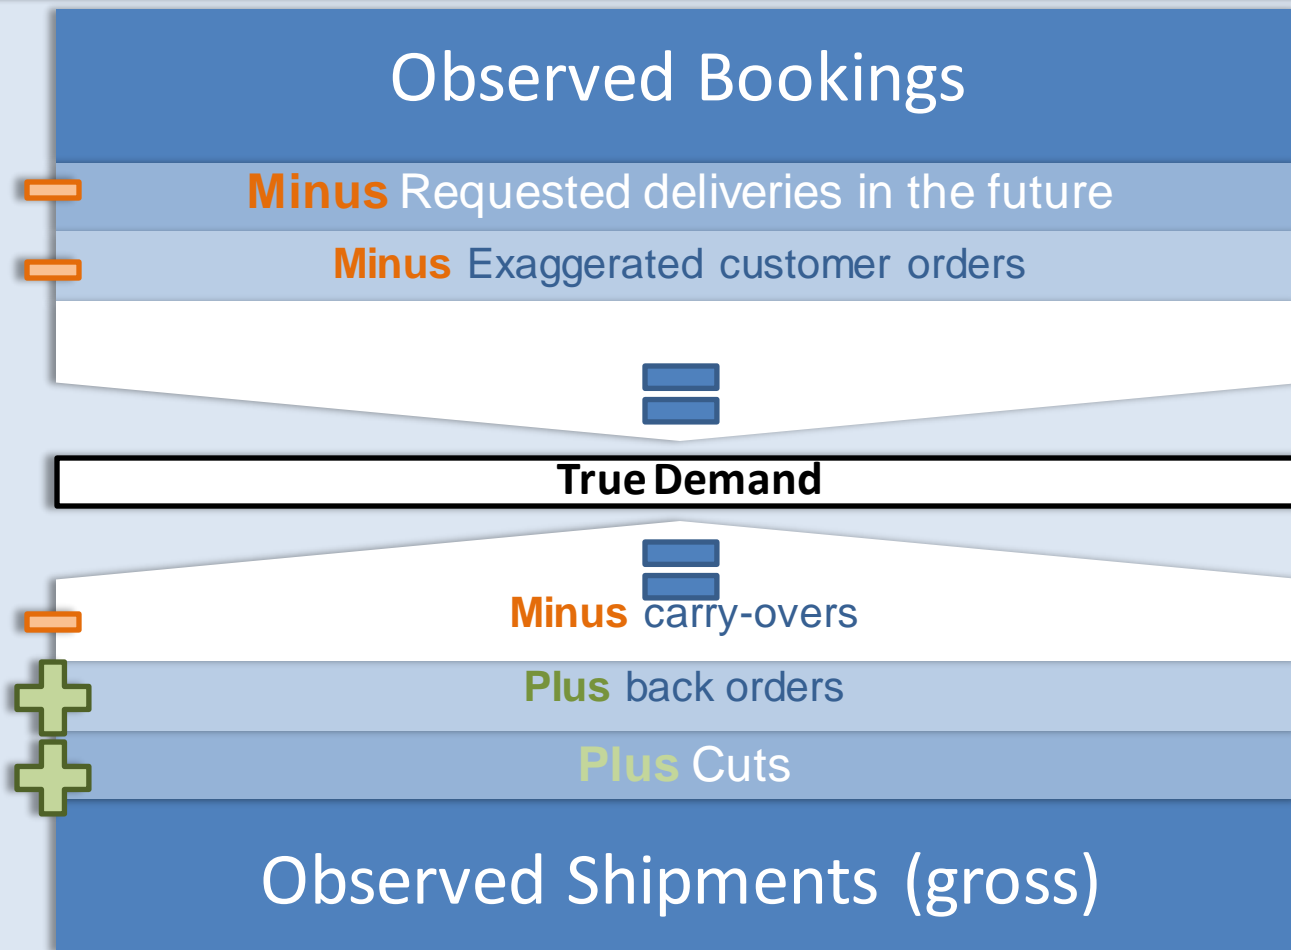 Observed Bookings
Minus Requested deliveries in the future
Minus Exaggerated customer orders
True Demand
Minus carry-overs
Plus back orders
Plus Cuts
Observed Shipments (gross)